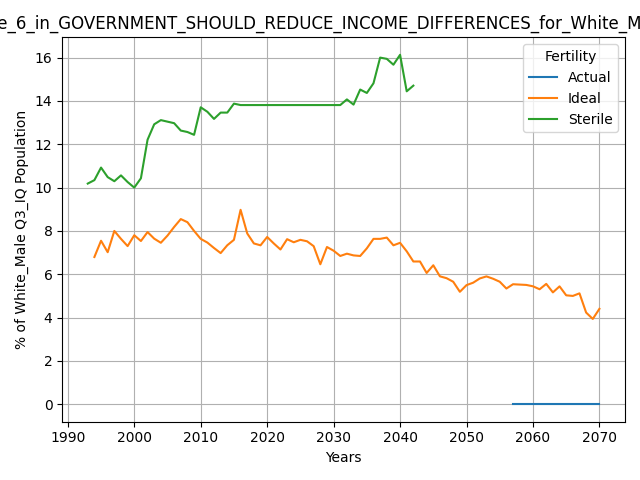 e_6_in_GOVERNMENT_SHOULD_REDUCE_INCOME_DIFFERENCES_for_White_M
Fertility
Actual
Ideal
Sterile
% of White_Male Q3_IQ Population
16
14
12
10
8
6
4
2
0
1990 2000 2010 2020 2030 2040 2050 2060 2070
Years